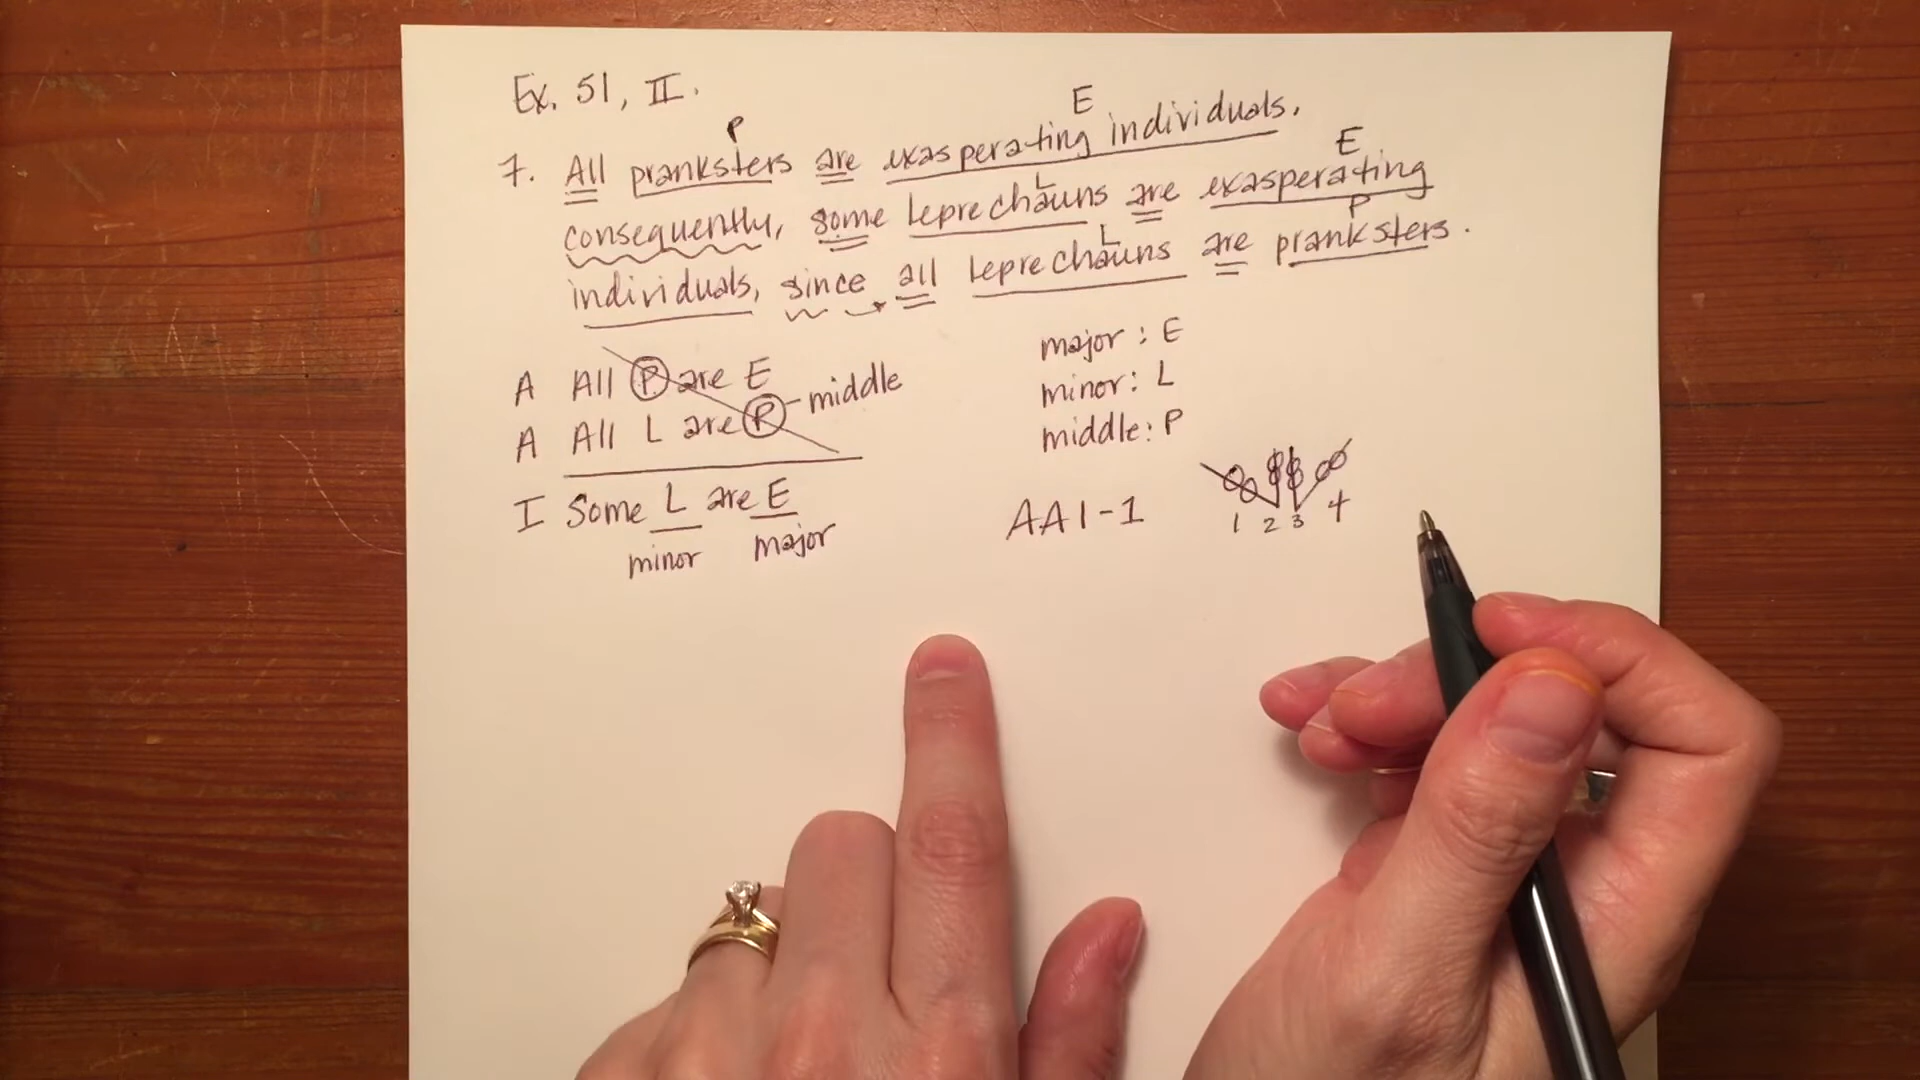 Ex. 51, II.
P E
7. All pranksters are exasperating individuals.
L E
consequently, some leprechauns are exasperating
L P
individuals, since all leprechauns are pranksters.
A All P are E
A All L are P - middle
I Some L are E
minor major
major: E
minor: L
middle: P
AAI-1
1 2 3 4